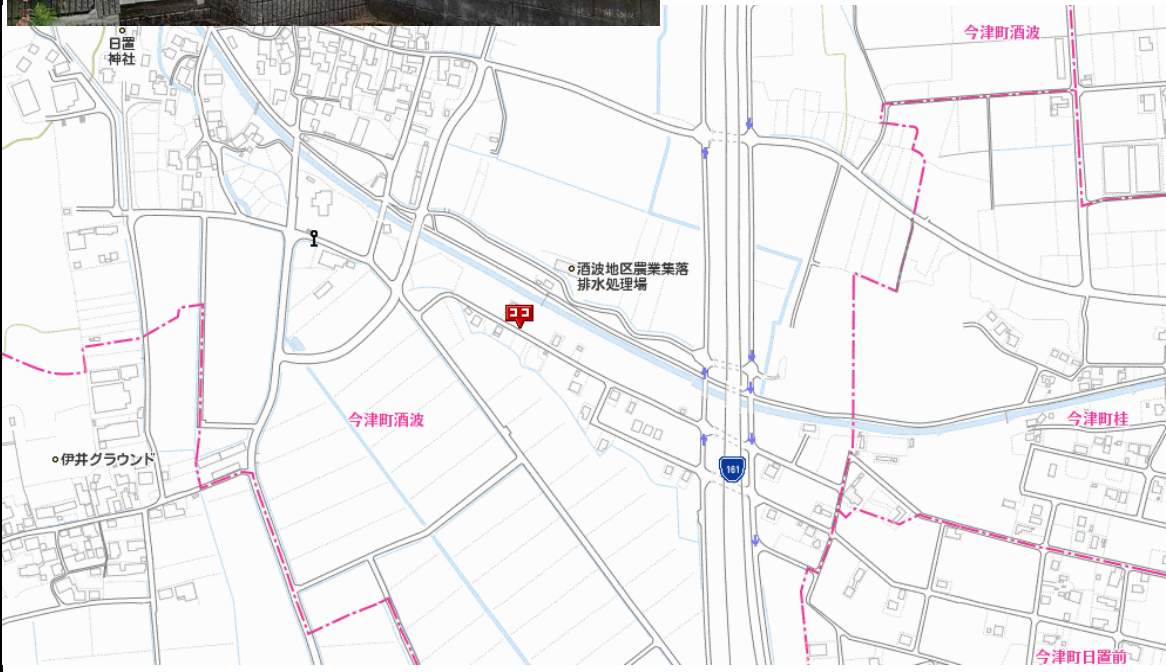 日置
神社
今津町酒波
酒波地区農業集落
排水処理場
ココ
今津町酒波
今津町桂
伊井グラウンド
161
今津町日置前